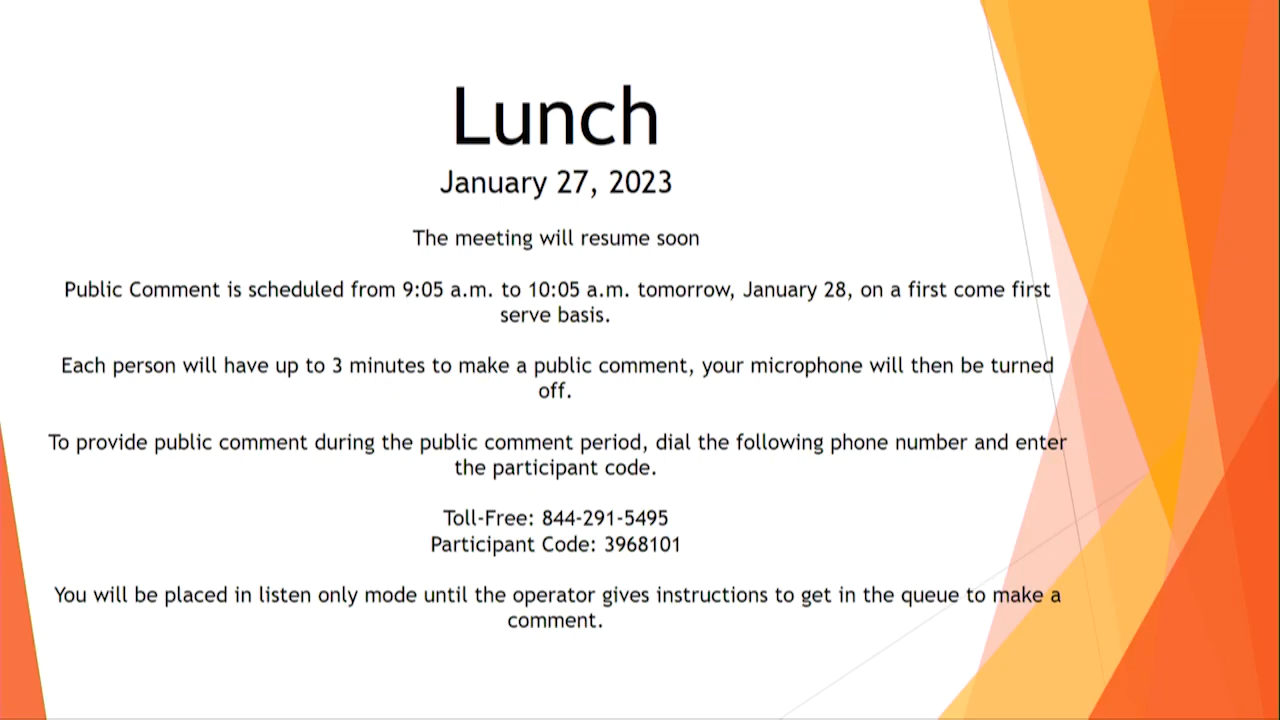 Lunch
January 27, 2023
The meeting will resume soon
Public Comment is scheduled from 9:05 a.m. to 10:05 a.m. tomorrow, January 28, on a first come first
serve basis.
Each person will have up to 3 minutes to make a public comment, your microphone will then be turned
off.
To provide public comment during the public comment period, dial the following phone number and enter
the participant code.
Toll-Free: 844-291-5495
Participant Code: 3968101
You will be placed in listen only mode until the operator gives instructions to get in the queue to make a
comment.